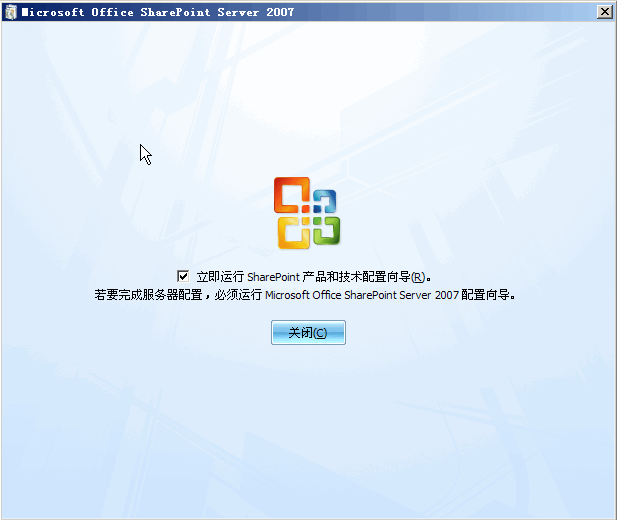 Microsoft Office SharePoint Server 2007
立即运行 SharePoint 产品和技术配置向导(R)。
若要完成服务器配置，必须运行 Microsoft Office SharePoint Server 2007 配置向导。
关闭(C)